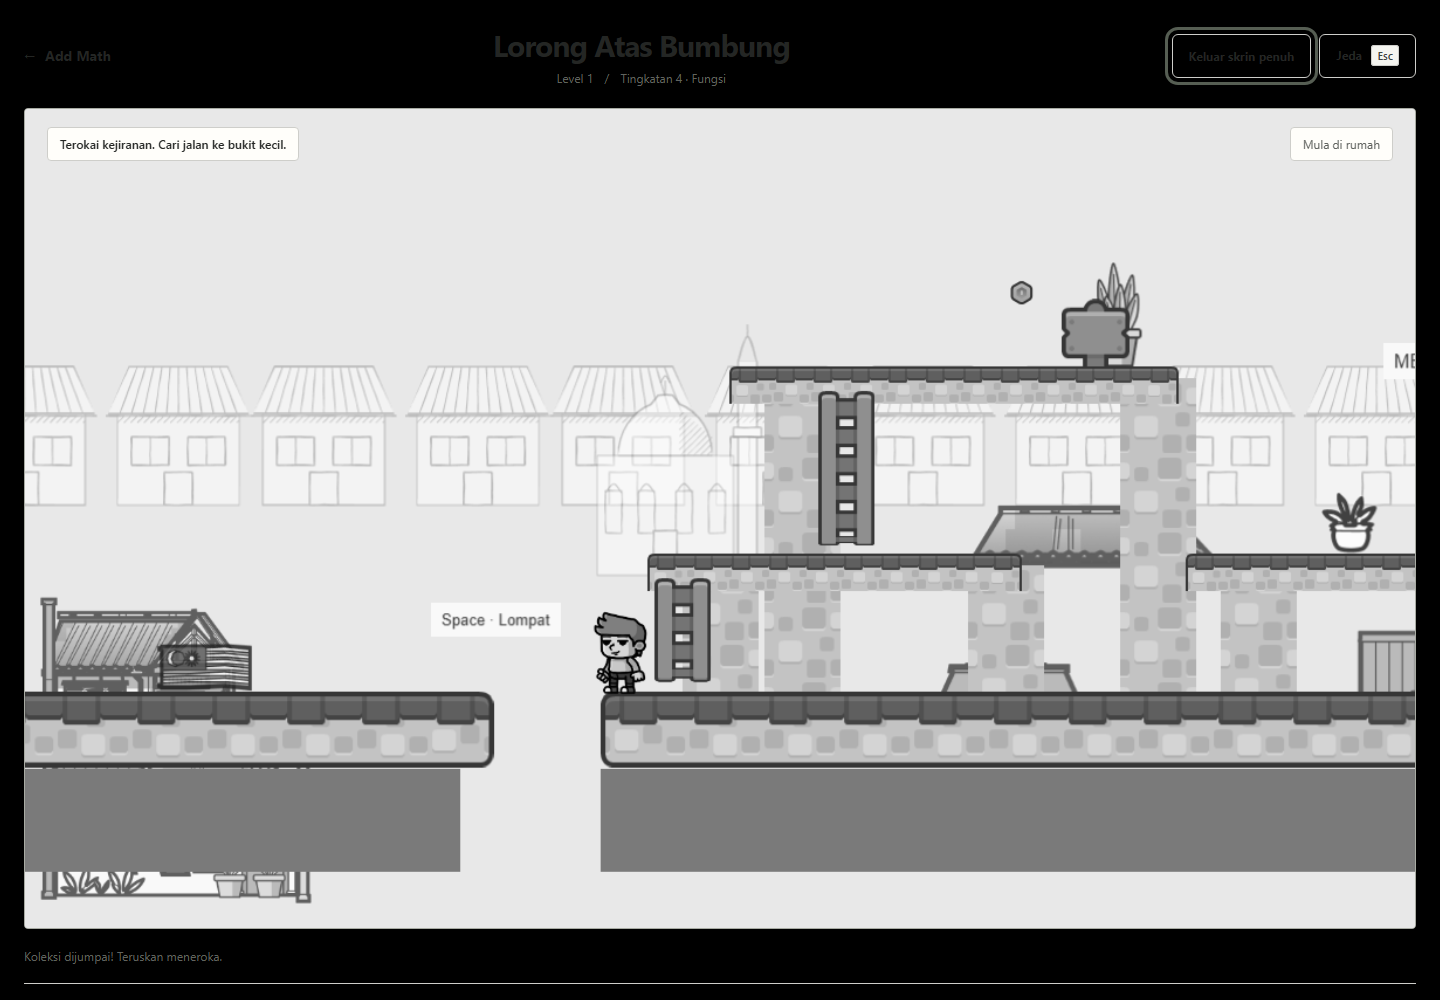 ← Add Math
Lorong Atas Bumbung
Level 1 / Tingkatan 4 · Fungsi
Keluar skrin penuh
Jeda Esc
Terokai kejiranan. Cari jalan ke bukit kecil.
Mula di rumah
Space · Lompat
Koleksi dijumpai! Teruskan meneroka.